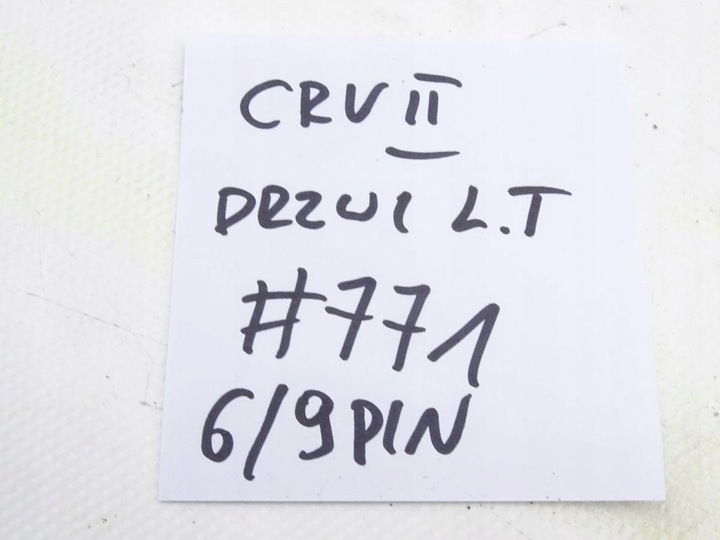 CRV II
DRZWI L.T
#771
6/9PIN